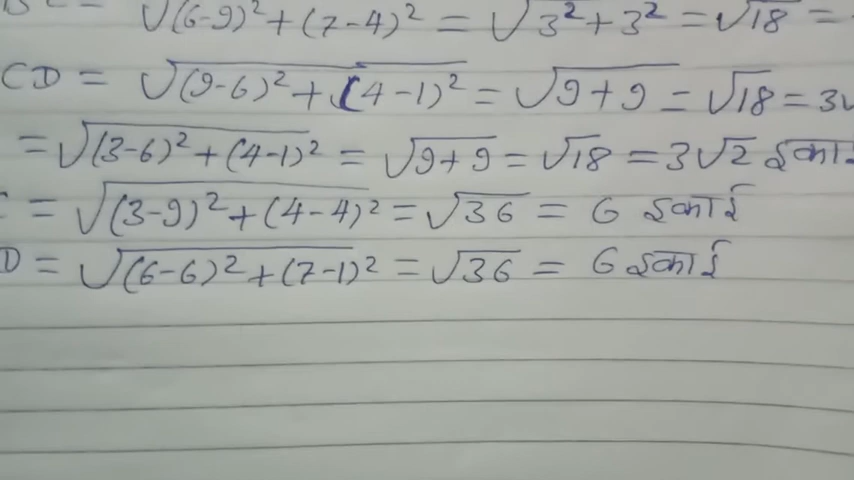 BC = √(6-9)² + (7-4)² = √3² + 3² = √18 =
CD = √(9-6)² + (4-1)² = √9+9 = √18 = 3√
= √(3-6)² + (4-1)² = √9+9 = √18 = 3√2 इकाई
= √(3-9)² + (4-4)² = √36 = 6 इकाई
D = √(6-6)² + (7-1)² = √36 = 6 इकाई